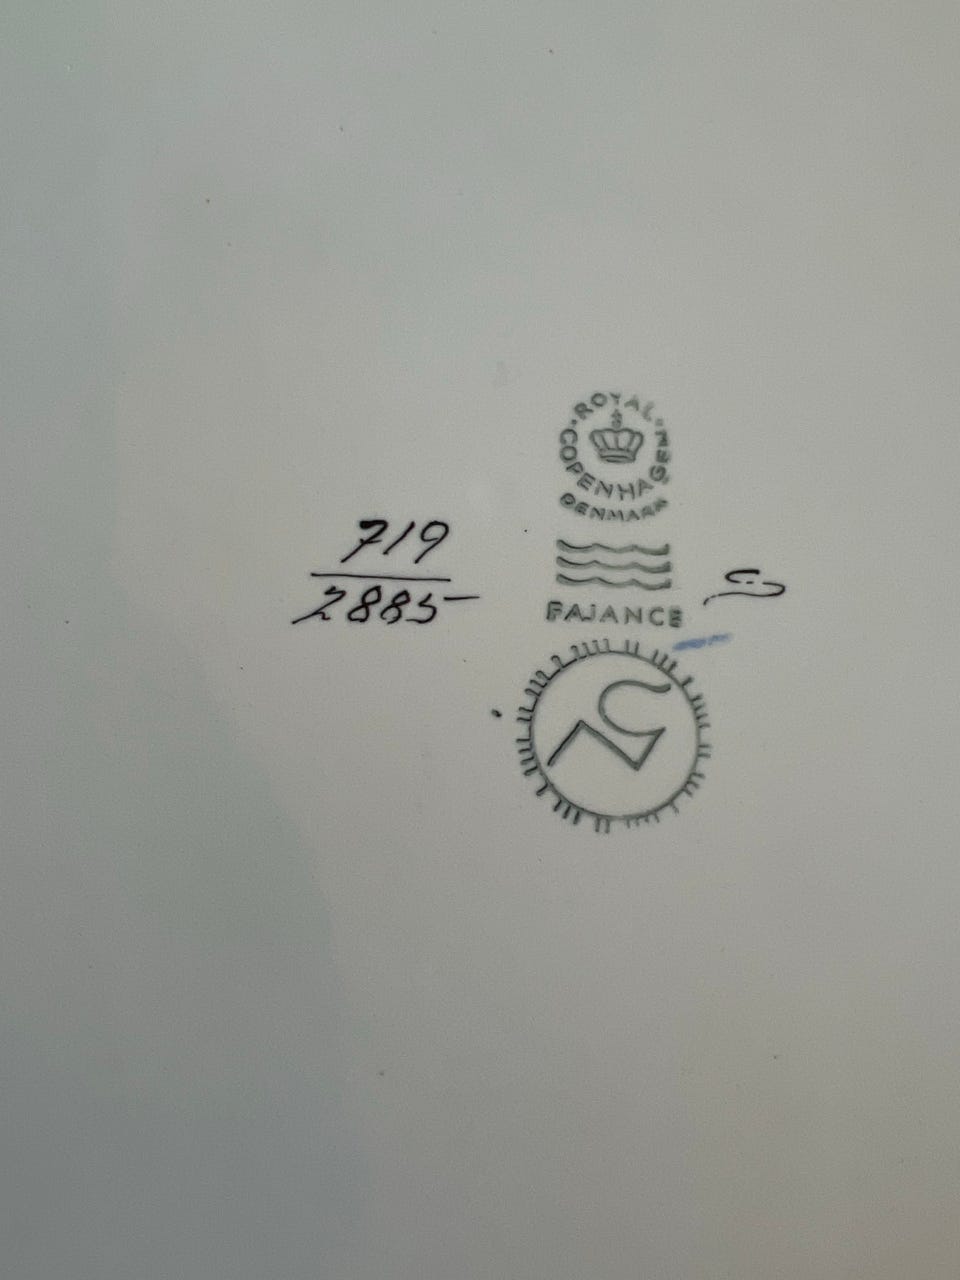 ROYAL COPENHAGEN
DENMARK
FAJANCE
719
2885